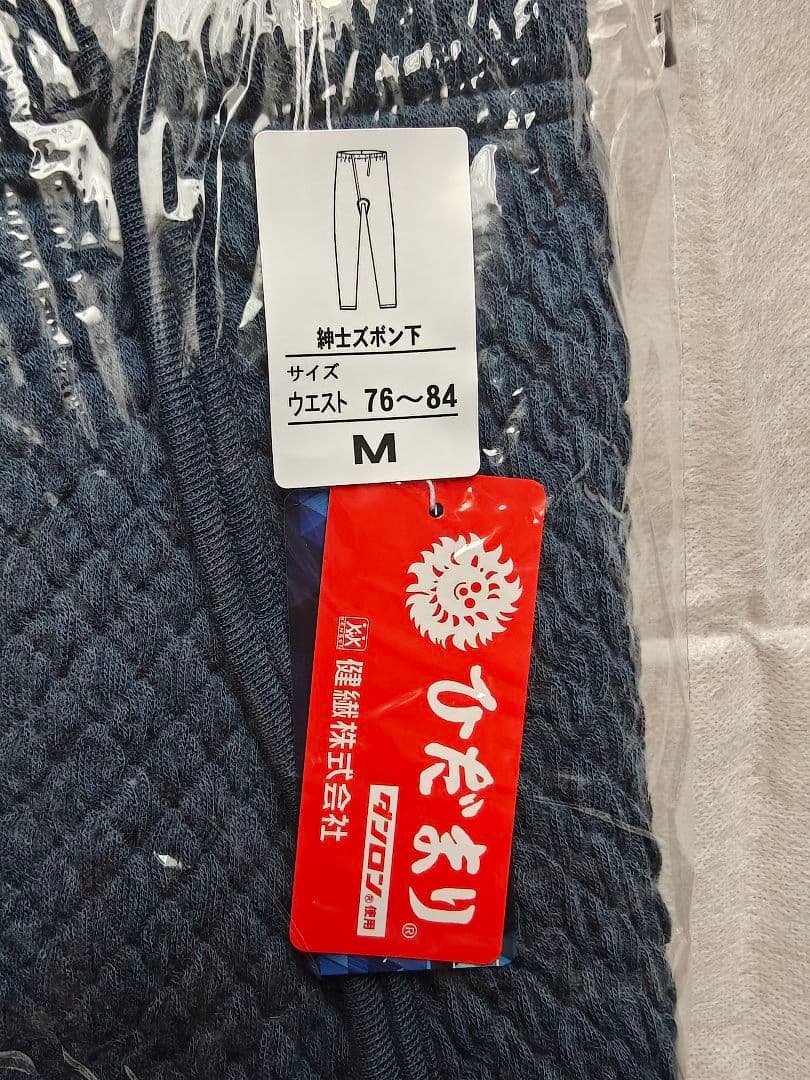 紳士ズボン下
サイズ
ウエスト 76～84
M
ひだまり®
ダンロン®使用
健繊株式会社